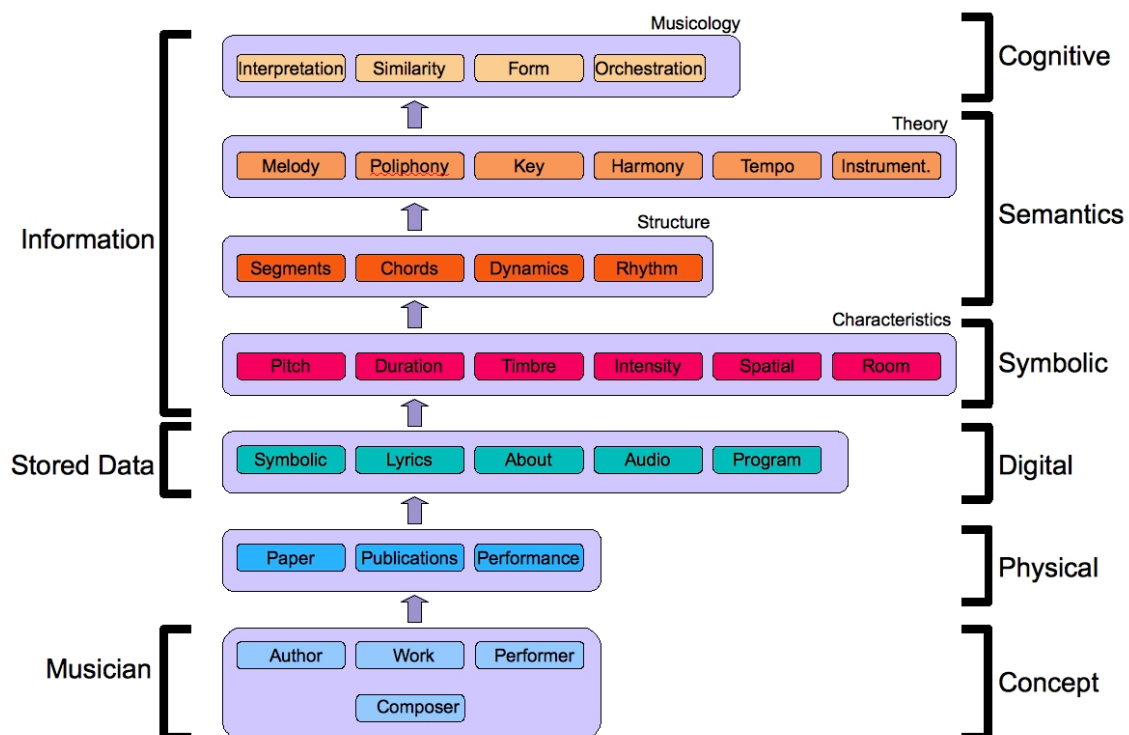 Musicology
Interpretation Similarity Form Orchestration
Cognitive
Theory
Melody Poliphony Key Harmony Tempo Instrument.
Semantics
Information
Structure
Segments Chords Dynamics Rhythm
Characteristics
Pitch Duration Timbre Intensity Spatial Room
Symbolic
Stored Data
Symbolic Lyrics About Audio Program
Digital
Paper Publications Performance
Physical
Musician
Author Work Performer
Composer
Concept